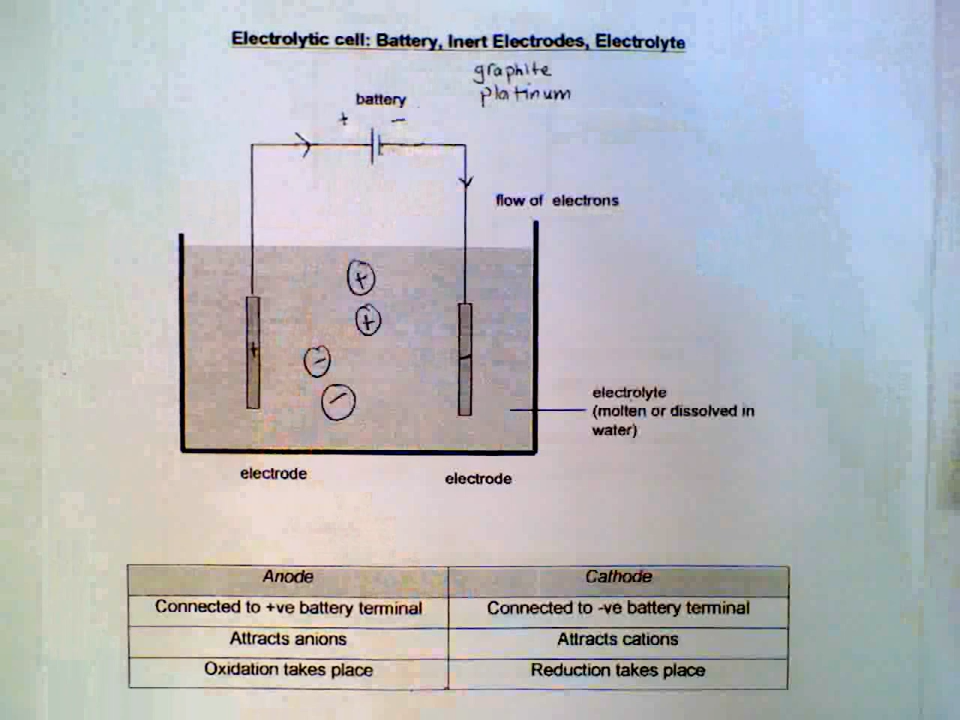 Electrolytic cell: Battery, Inert Electrodes, Electrolyte
graphite
platinum
battery
+ −
flow of electrons
+
+
+
−
−
−
electrolyte
(molten or dissolved in
water)
electrode
electrode
Anode Cathode
Connected to +ve battery terminal Connected to -ve battery terminal
Attracts anions Attracts cations
Oxidation takes place Reduction takes place